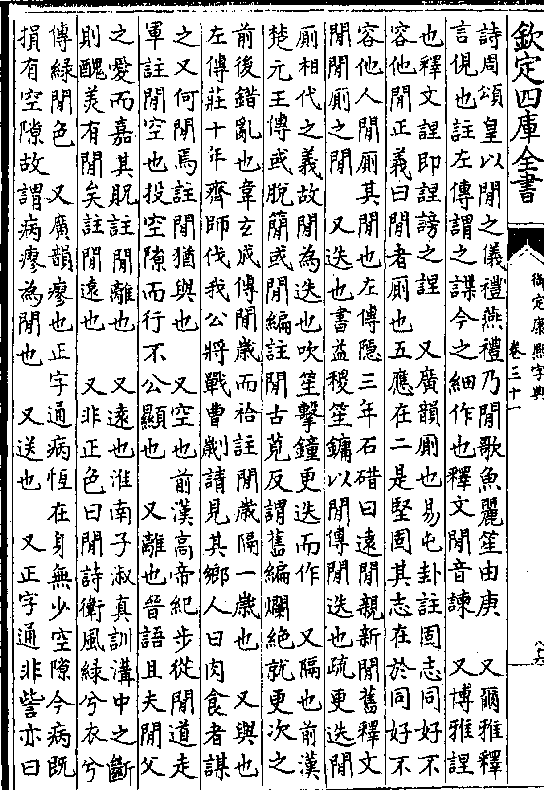 欽定四庫全書
御定康熙字典
卷三十一
詩周頌皇以閒之儀禮燕禮乃閒歌魚麗笙由庚　又爾雅釋
言俔也註左傳謂之諜今之細作也釋文閒音諫　又博雅諻
也釋文諻即諻謗之諻　又廣韻廁也易屯卦註固志同好不
容他閒正義曰閒者廁也五應在二是堅固其志在於同好不
容他人閒廁其閒也左傳隱三年石碏曰遠閒親新閒舊釋文
閒閒廁之閒　又迭也書益稷笙鏞以閒傳閒迭也疏更迭閒
廁相代之義故閒為迭也吹笙擊鐘更迭而作　又隔也前漢
楚元王傳或脫簡或閒編註閒古莧反謂舊編爛絕就更次之
前後錯亂也韋玄成傳閒歲而祫註閒歲隔一歲也　又與也
左傳莊十年齊師伐我公將戰曹劌請見其鄉人曰肉食者謀
之又何閒焉註閒猶與也　又空也前漢高帝紀步從閒道走
軍註閒空也投空隙而行不公顯也　又離也晉語且夫閒父
之愛而嘉其貺註閒離也　又遠也淮南子淑真訓溝中之斷
則醜美有閒矣註閒遠也　又非正色曰閒詩衛風綠兮衣兮
傳綠閒色　又廣韻瘳也正字通病恆在身無少空隙今病既
損有空隙故謂病瘳為閒也　又送也　又正字通非訾亦曰